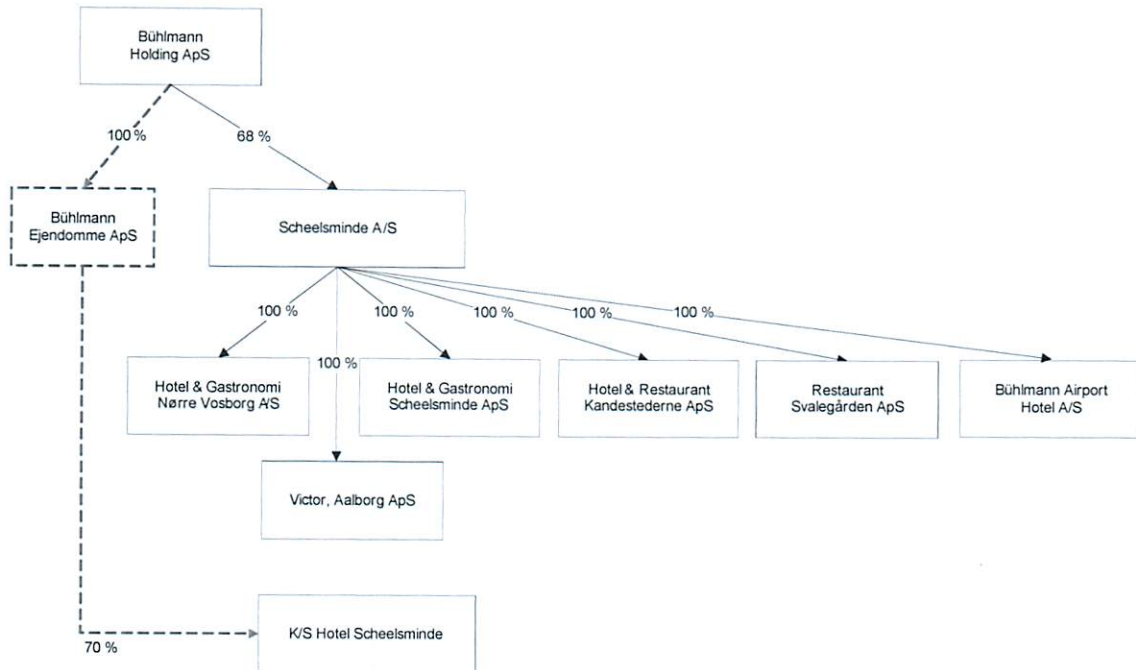 Bühlmann
Holding ApS
100 %
68 %
Bühlmann
Ejendomme ApS
Scheelsminde A/S
100 %
100 %
100 %
100 %
100 %
100 %
Hotel & Gastronomi
Nørre Vosborg A/S
Hotel & Gastronomi
Scheelsminde ApS
Hotel & Restaurant
Kandestederne ApS
Restaurant
Svalegården ApS
Bühlmann Airport
Hotel A/S
Victor, Aalborg ApS
K/S Hotel Scheelsminde
70 %